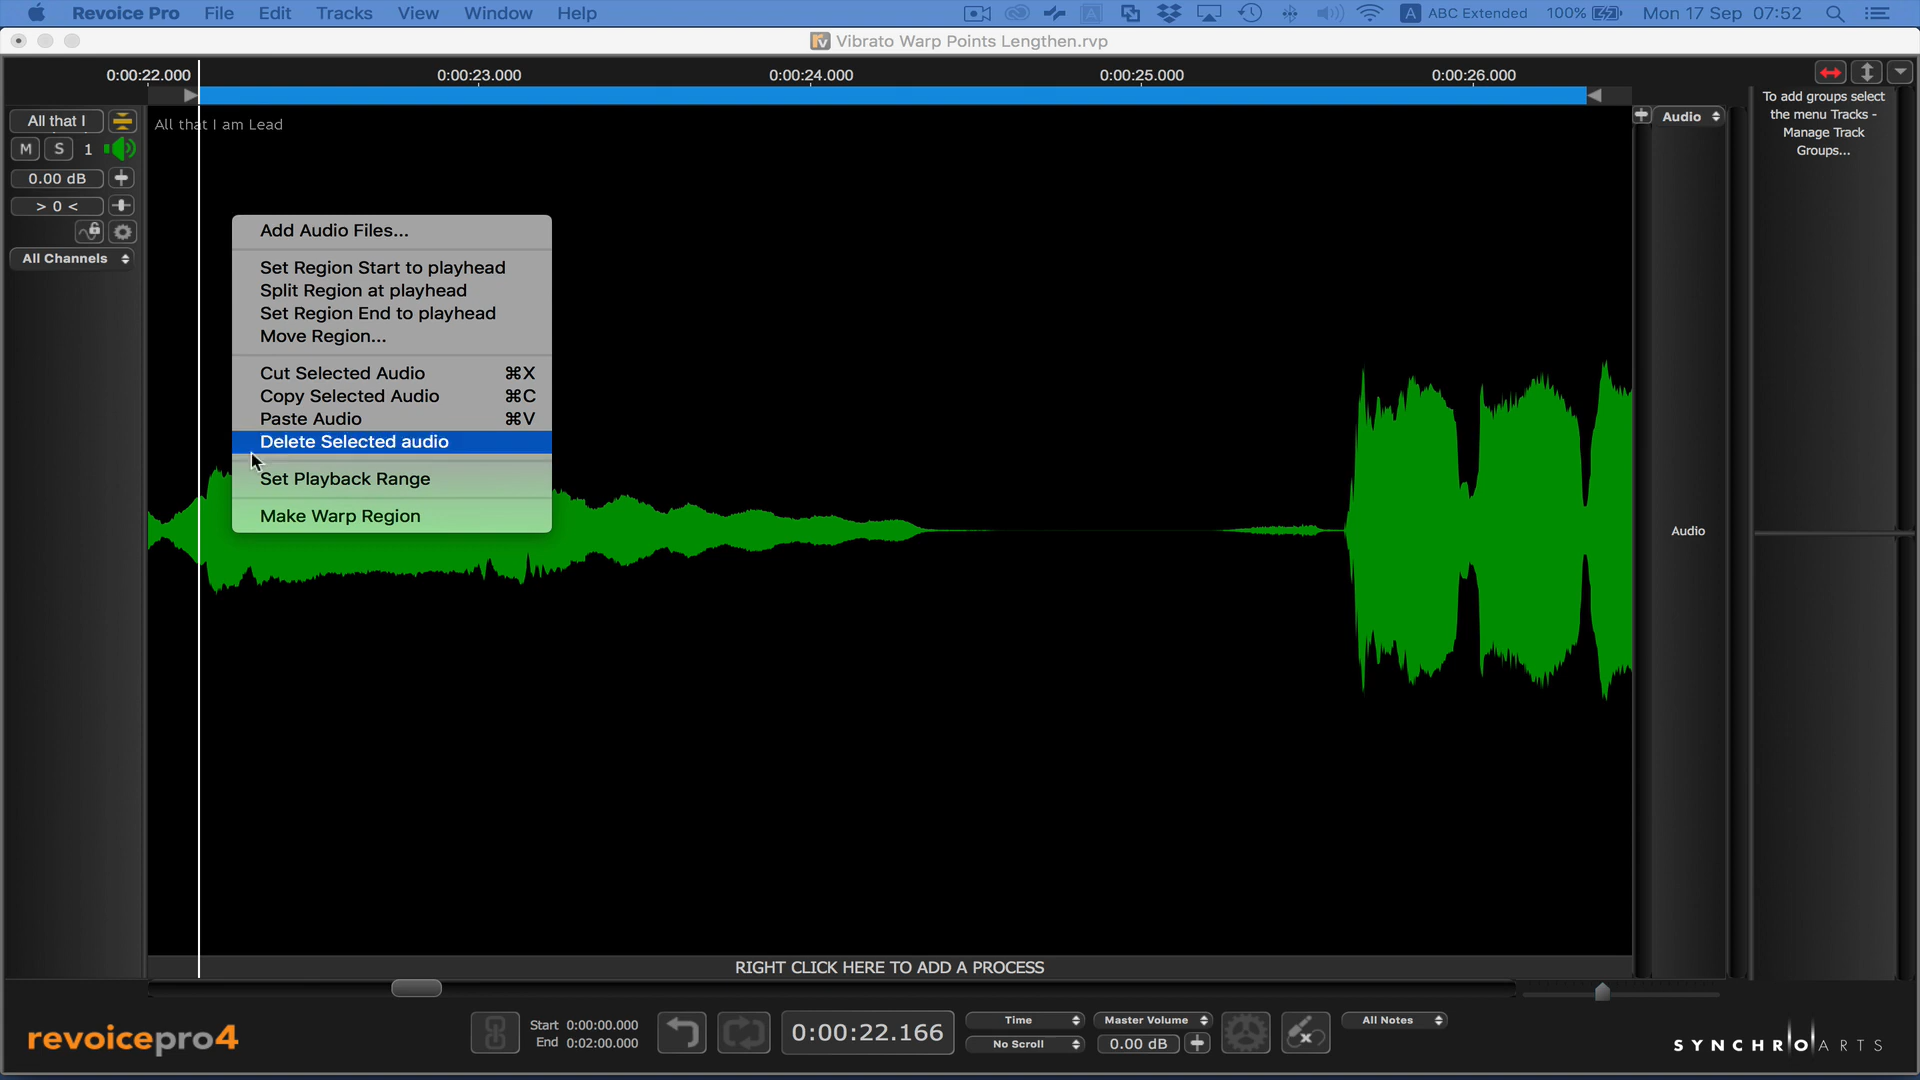 Revoice Pro File Edit Tracks View Window Help
A ABC Extended 100% Mon 17 Sep 07:52
Vibrato Warp Points Lengthen.rvp
0:00:22.000 0:00:23.000 0:00:24.000 0:00:25.000 0:00:26.000
All that I
M S 1
0.00 dB
> 0 <
All Channels
All that I am Lead
Add Audio Files...
Set Region Start to playhead
Split Region at playhead
Set Region End to playhead
Move Region...
Cut Selected Audio ⌘X
Copy Selected Audio ⌘C
Paste Audio ⌘V
Delete Selected audio
Set Playback Range
Make Warp Region
Audio
Audio
To add groups select
the menu Tracks -
Manage Track
Groups...
RIGHT CLICK HERE TO ADD A PROCESS
revoicepro4
Start 0:00:00.000
End 0:02:00.000
0:00:22.166
Time
No Scroll
Master Volume
0.00 dB
All Notes
SYNCHROARTS